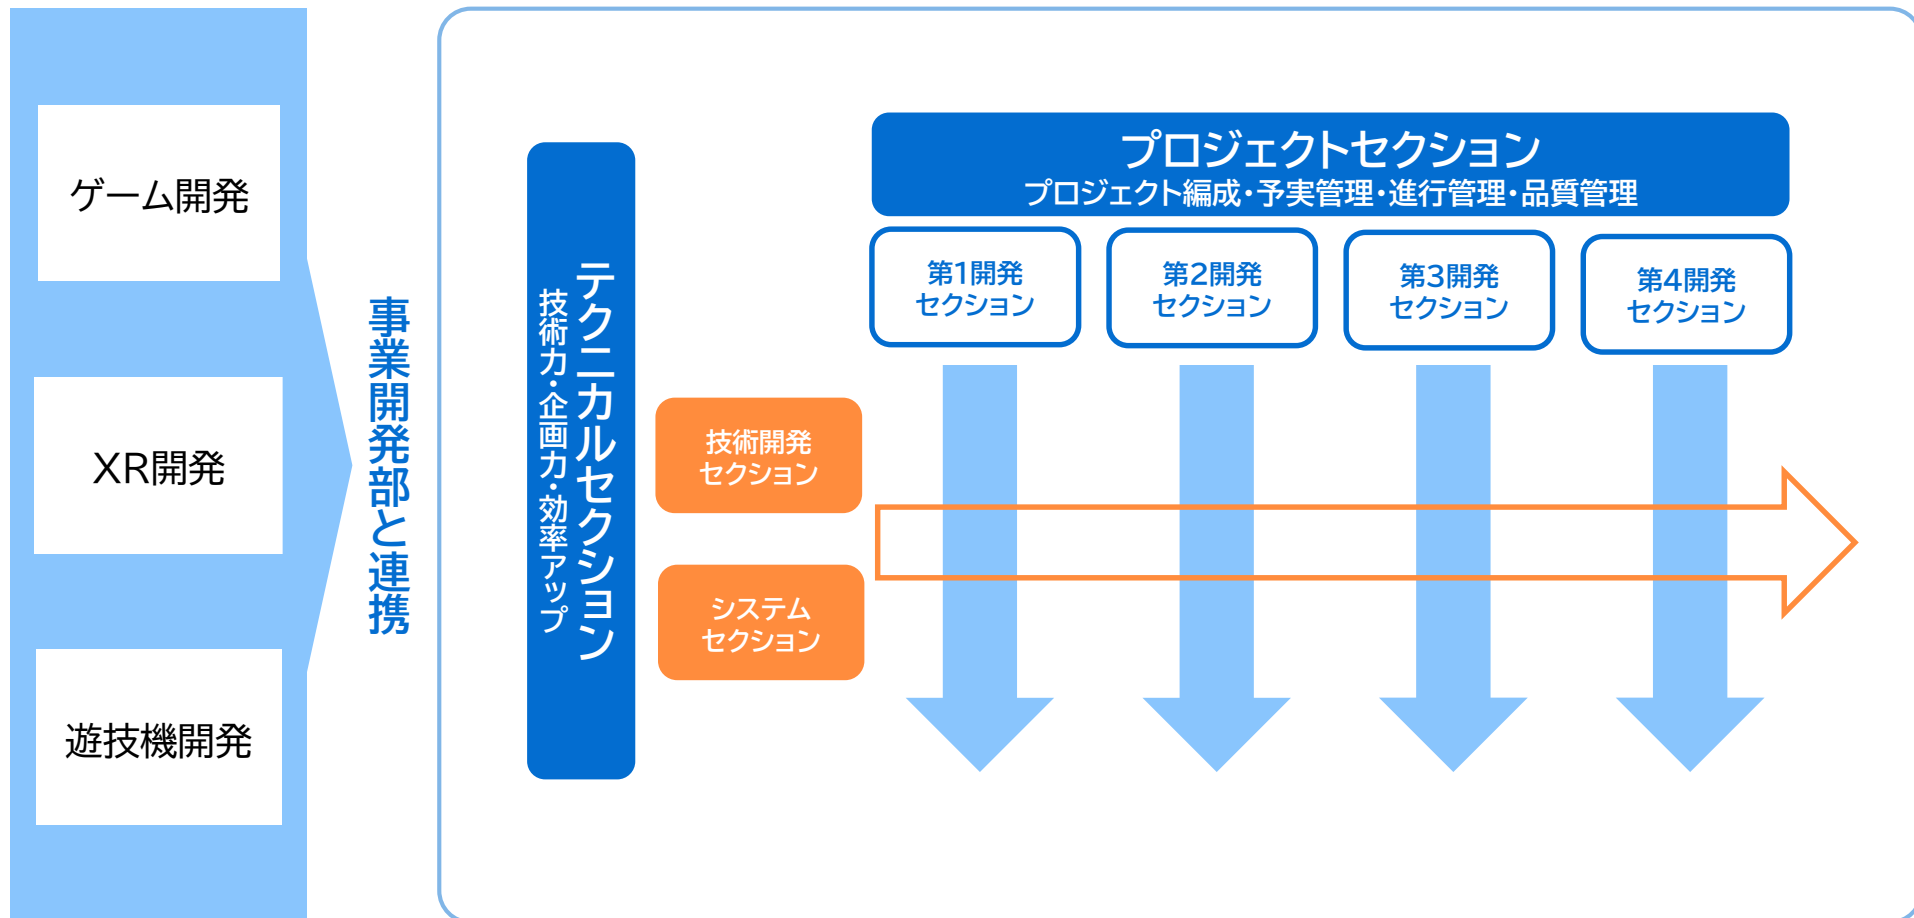 ゲーム開発
XR開発
遊技機開発
事業開発部と連携
テクニカルセクション
技術力・企画力・効率アップ
プロジェクトセクション
プロジェクト編成・予実管理・進行管理・品質管理
第1開発
セクション
第2開発
セクション
第3開発
セクション
第4開発
セクション
技術開発
セクション
システム
セクション